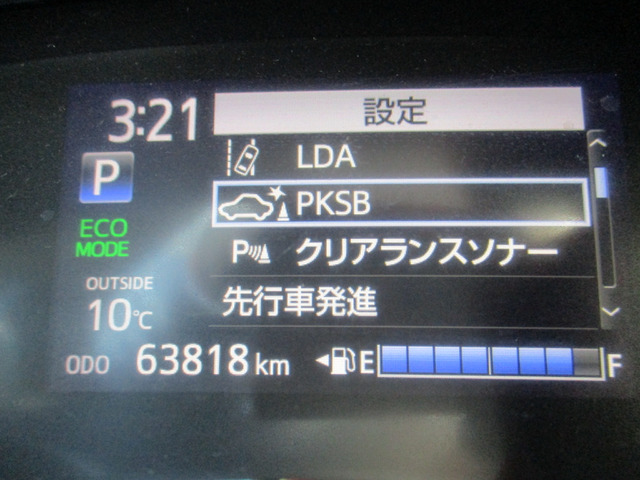 3:21
設定
P
LDA
PKSB
ECO
MODE
P クリアランスソナー
OUTSIDE
10℃
先行車発進
ODO 63818 km
E F